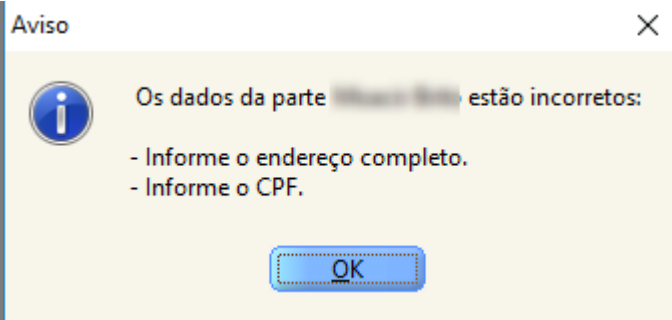 Aviso
Os dados da parte estão incorretos:
- Informe o endereço completo.
- Informe o CPF.
OK